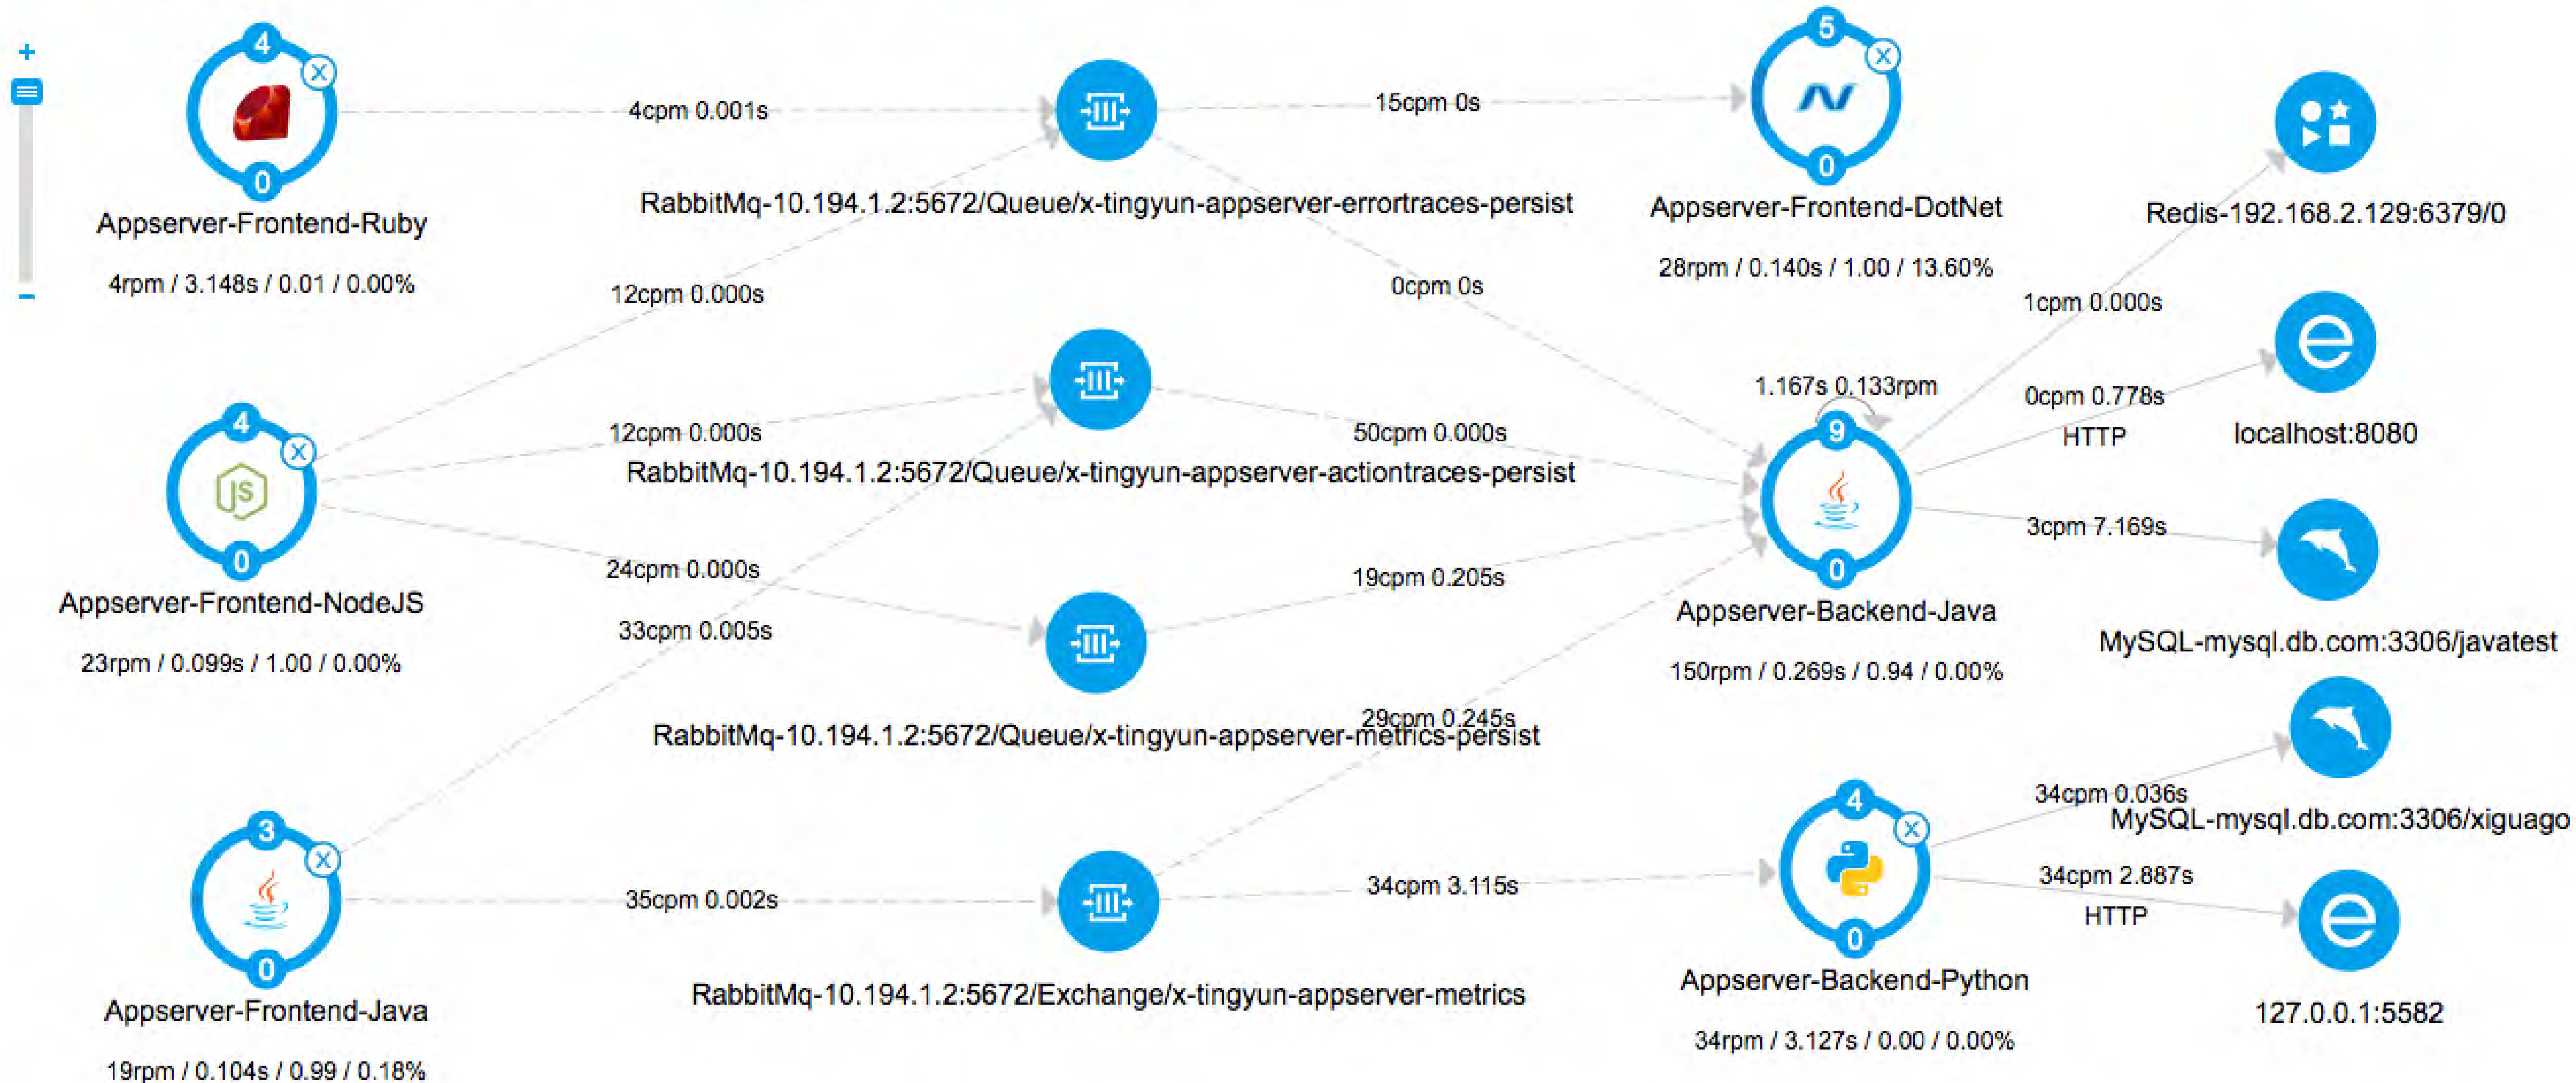 +
−
4
X
0
Appserver-Frontend-Ruby
4rpm / 3.148s / 0.01 / 0.00%
4cpm 0.001s
RabbitMq-10.194.1.2:5672/Queue/x-tingyun-appserver-errortraces-persist
15cpm 0s
5
X
0
Appserver-Frontend-DotNet
28rpm / 0.140s / 1.00 / 13.60%
Redis-192.168.2.129:6379/0
12cpm 0.000s
0cpm 0s
1cpm 0.000s
4
X
JS
0
Appserver-Frontend-NodeJS
23rpm / 0.099s / 1.00 / 0.00%
12cpm 0.000s
RabbitMq-10.194.1.2:5672/Queue/x-tingyun-appserver-actiontraces-persist
50cpm 0.000s
1.167s 0.133rpm
9
0
Appserver-Backend-Java
150rpm / 0.269s / 0.94 / 0.00%
0cpm 0.778s
HTTP
localhost:8080
3cpm 7.169s
MySQL-mysql.db.com:3306/javatest
24cpm 0.000s
19cpm 0.205s
33cpm 0.005s
RabbitMq-10.194.1.2:5672/Queue/x-tingyun-appserver-metrics-persist
29cpm 0.245s
3
X
0
Appserver-Frontend-Java
19rpm / 0.104s / 0.99 / 0.18%
35cpm 0.002s
RabbitMq-10.194.1.2:5672/Exchange/x-tingyun-appserver-metrics
34cpm 3.115s
4
X
0
Appserver-Backend-Python
34rpm / 3.127s / 0.00 / 0.00%
34cpm 0.036s
MySQL-mysql.db.com:3306/xiguago
34cpm 2.887s
HTTP
127.0.0.1:5582